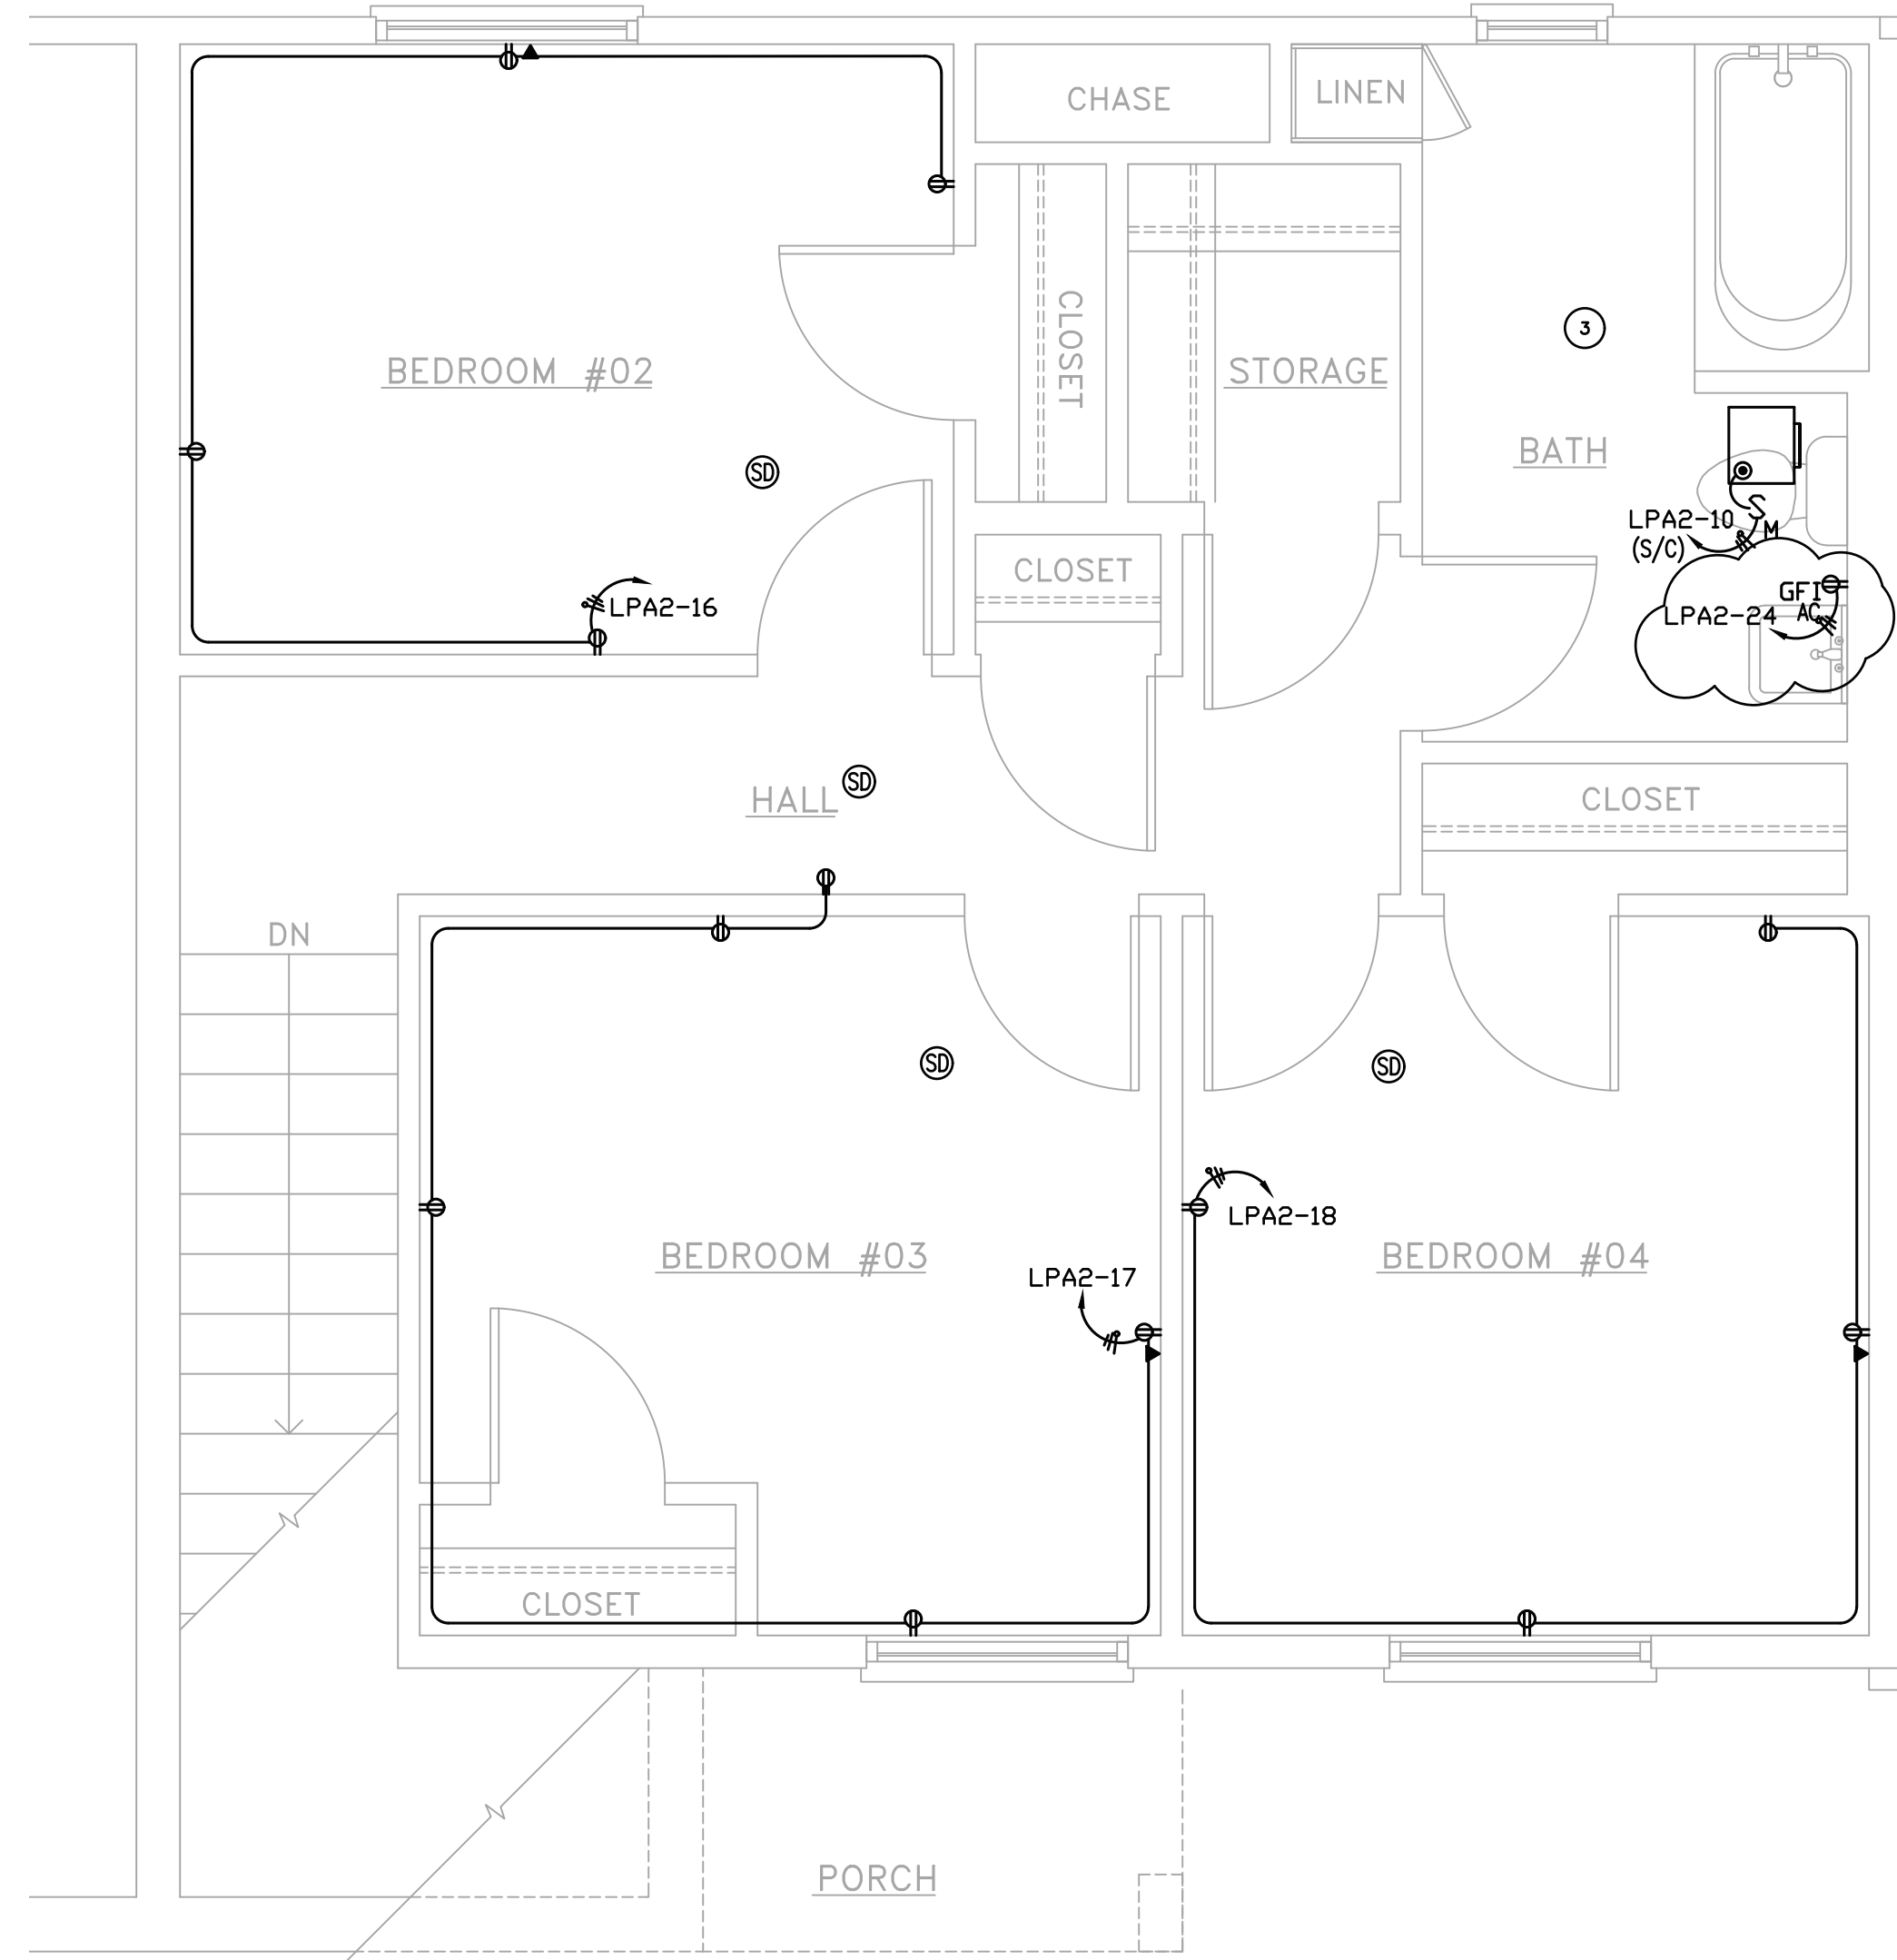 CHASE
LINEN
CLOSET
BEDROOM #02
STORAGE
3
BATH
SD
S
M
LPA2-10
(S/C)
CLOSET
GFI
AC
LPA2-24
LPA2-16
HALL
SD
CLOSET
DN
SD
SD
LPA2-18
BEDROOM #03
BEDROOM #04
LPA2-17
CLOSET
PORCH